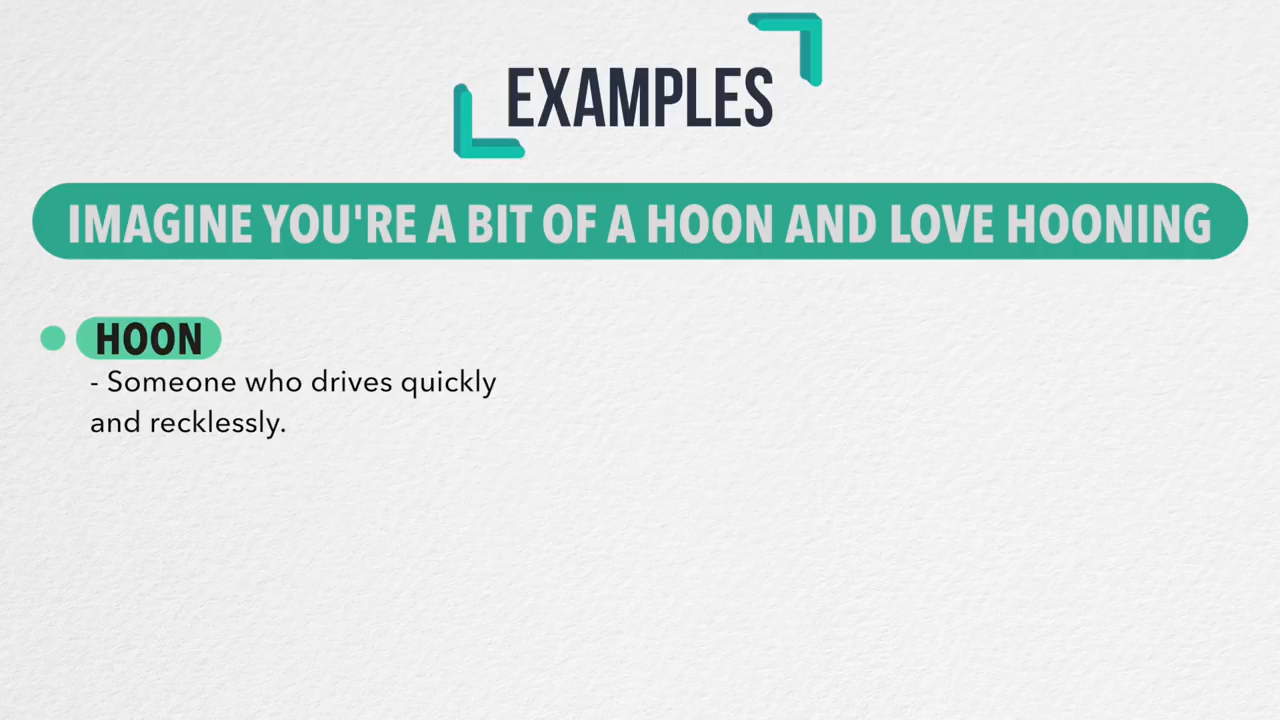 EXAMPLES
IMAGINE YOU'RE A BIT OF A HOON AND LOVE HOONING
HOON
- Someone who drives quickly
and recklessly.